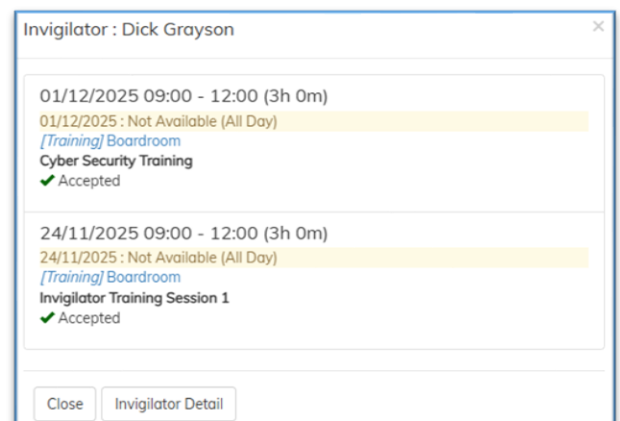 Invigilator : Dick Grayson ×
01/12/2025 09:00 - 12:00 (3h 0m)
01/12/2025 : Not Available (All Day)
[Training] Boardroom
Cyber Security Training
✔ Accepted
24/11/2025 09:00 - 12:00 (3h 0m)
24/11/2025 : Not Available (All Day)
[Training] Boardroom
Invigilator Training Session 1
✔ Accepted
Close Invigilator Detail